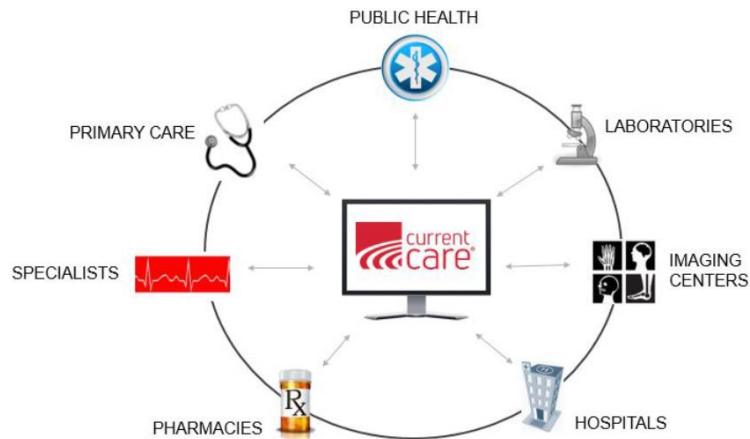 PUBLIC HEALTH
PRIMARY CARE
LABORATORIES
current
care®
SPECIALISTS
IMAGING
CENTERS
Rx
PHARMACIES
HOSPITALS